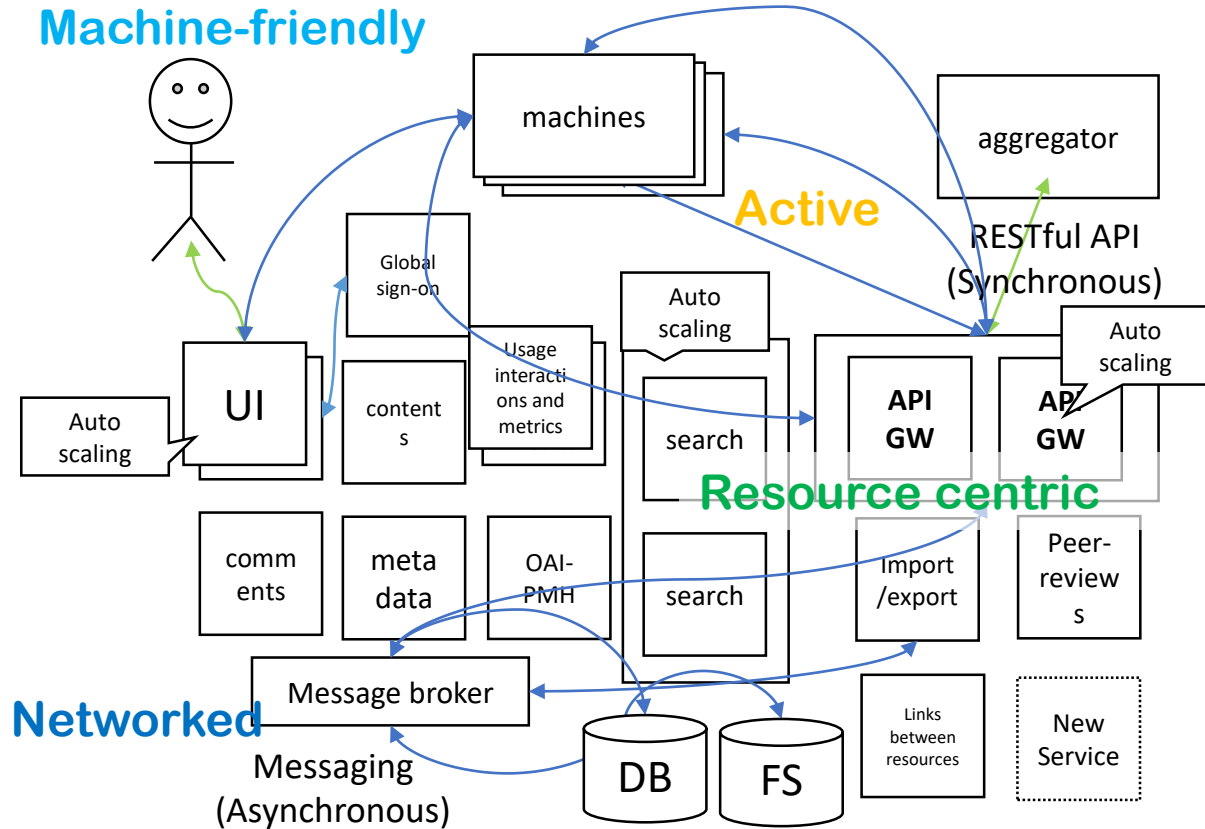 Machine-friendly
machines
aggregator
Active
RESTful API
(Synchronous)
Global
sign-on
Auto
scaling
Auto
scaling
UI
Auto
scaling
content
s
Usage
interacti
ons and
metrics
search
API
GW
API
GW
Resource centric
comm
ents
meta
data
OAI-
PMH
search
Import
/export
Peer-
review
s
Message broker
Networked
Messaging
(Asynchronous)
DB
FS
Links
between
resources
New
Service